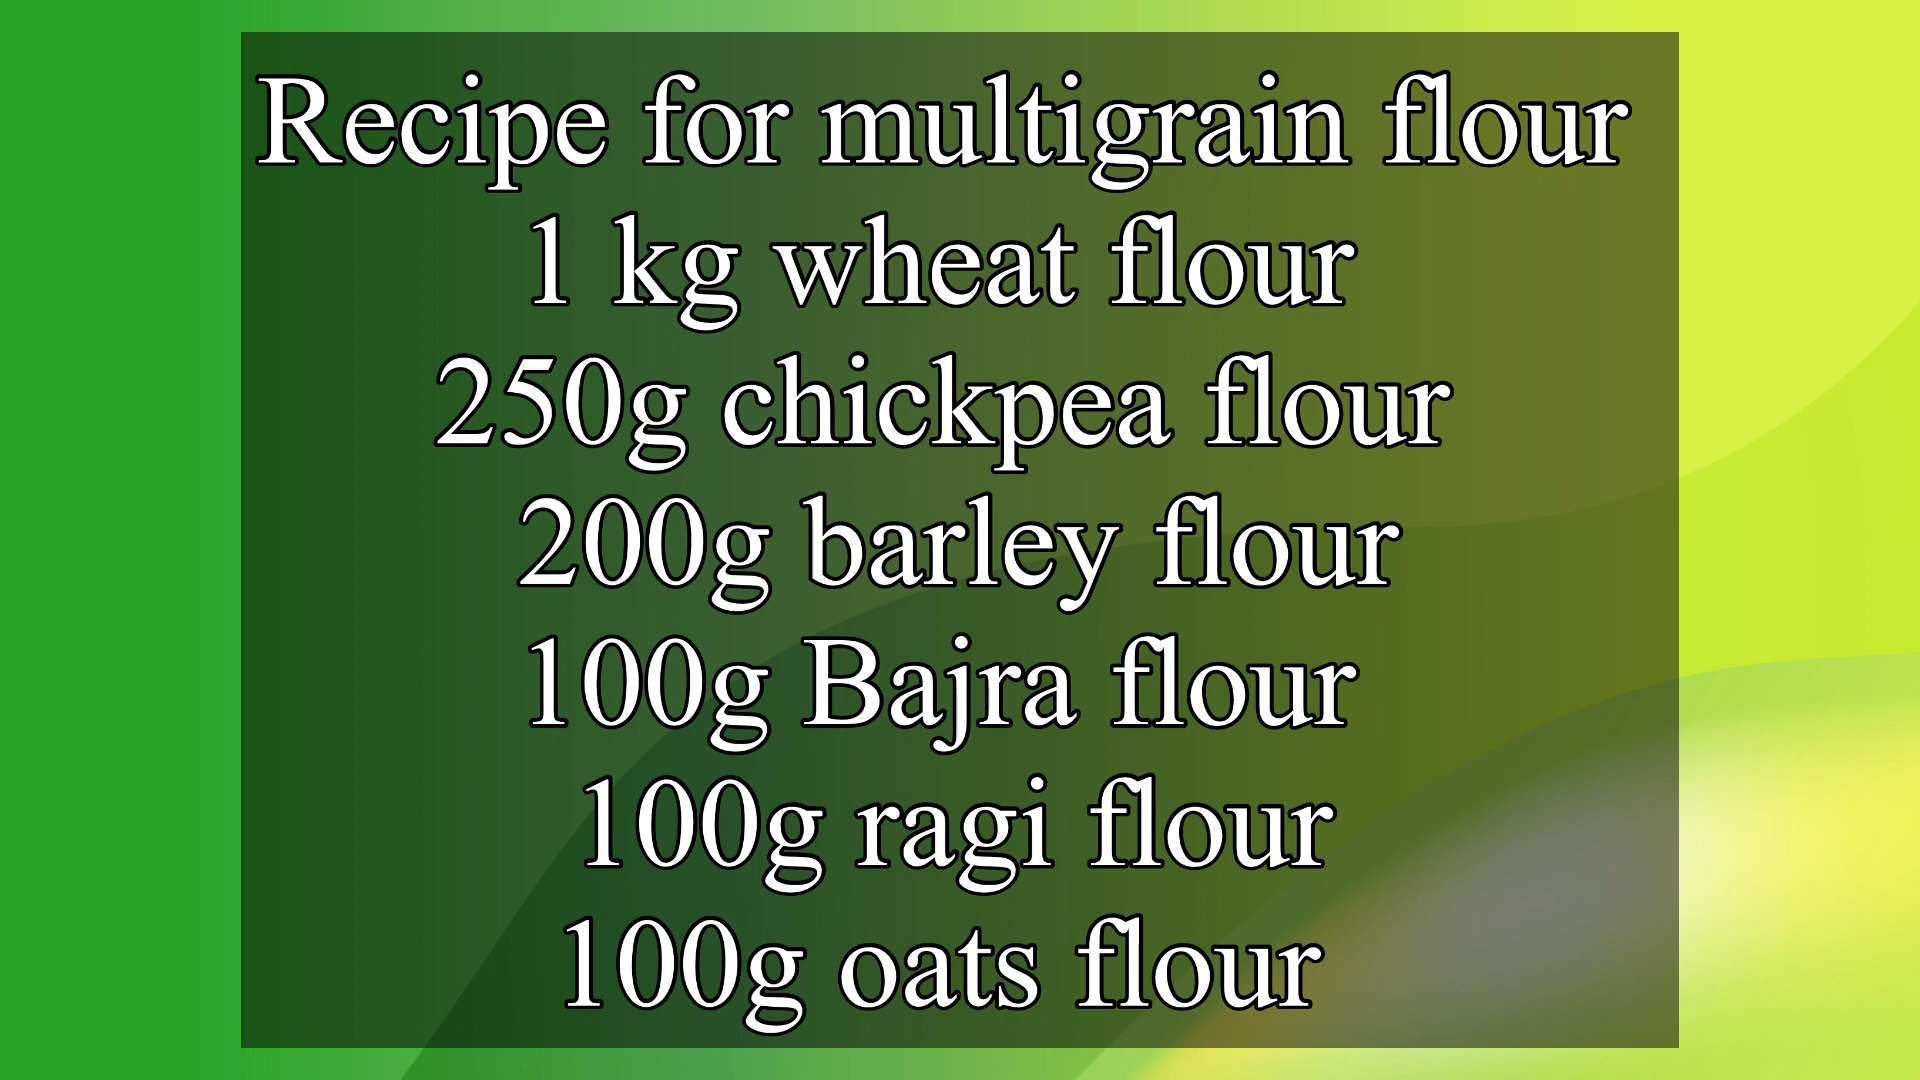 Recipe for multigrain flour
1 kg wheat flour
250g chickpea flour
200g barley flour
100g Bajra flour
100g ragi flour
100g oats flour